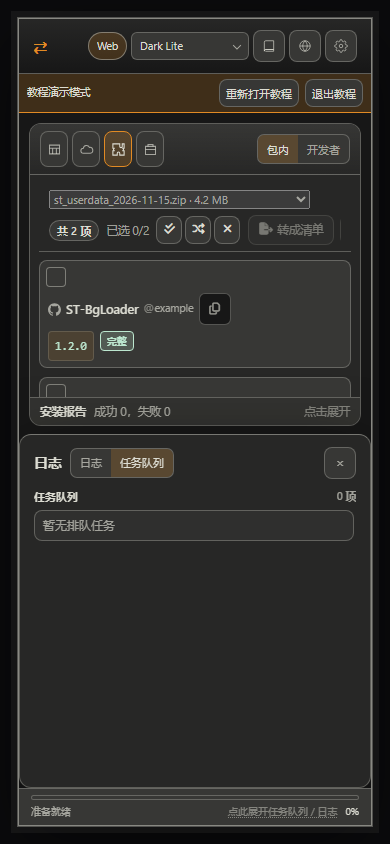 Web Dark Lite
教程演示模式 重新打开教程 退出教程
包内 开发者
st_userdata_2026-11-15.zip · 4.2 MB
共 2 项 已选 0/2 转成清单
ST-BgLoader @example
1.2.0 完整
安装报告 成功 0，失败 0 点击展开
日志 日志 任务队列 ×
任务队列 0 项
暂无排队任务
准备就绪 点此展开任务队列 / 日志 0%